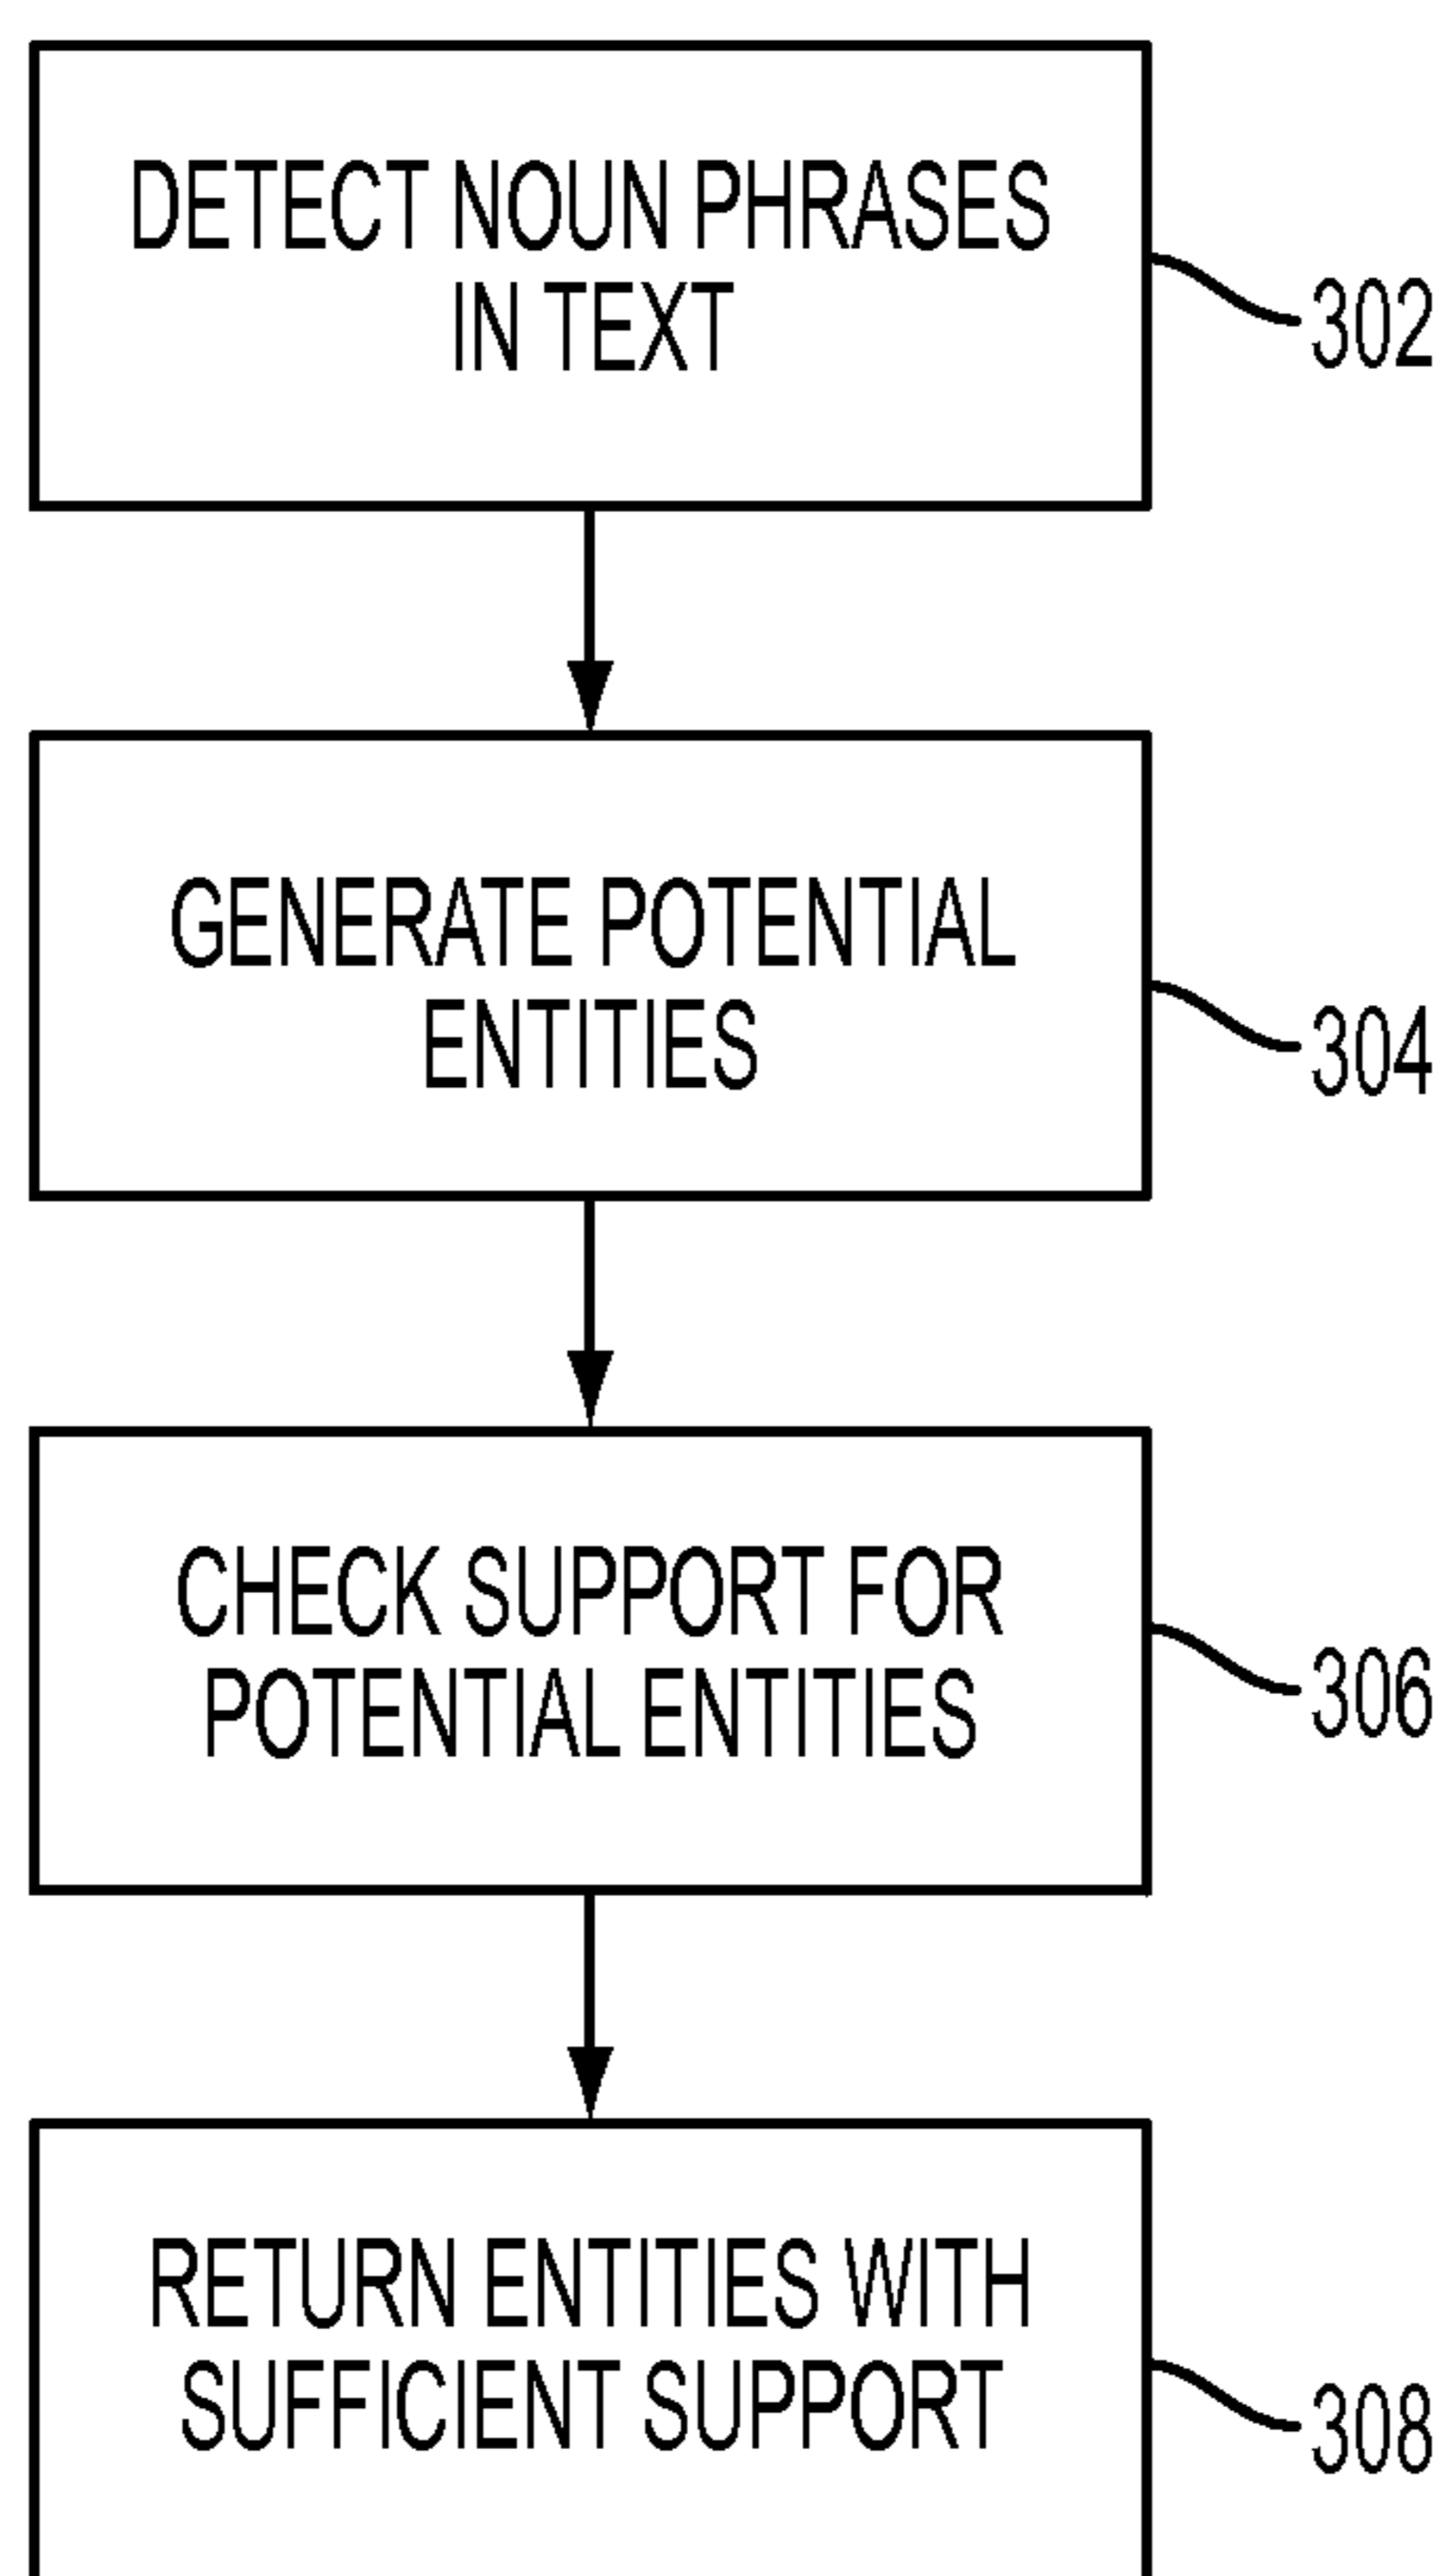 DETECT NOUN PHRASES
IN TEXT
302
GENERATE POTENTIAL
ENTITIES
304
CHECK SUPPORT FOR
POTENTIAL ENTITIES
306
RETURN ENTITIES WITH
SUFFICIENT SUPPORT
308